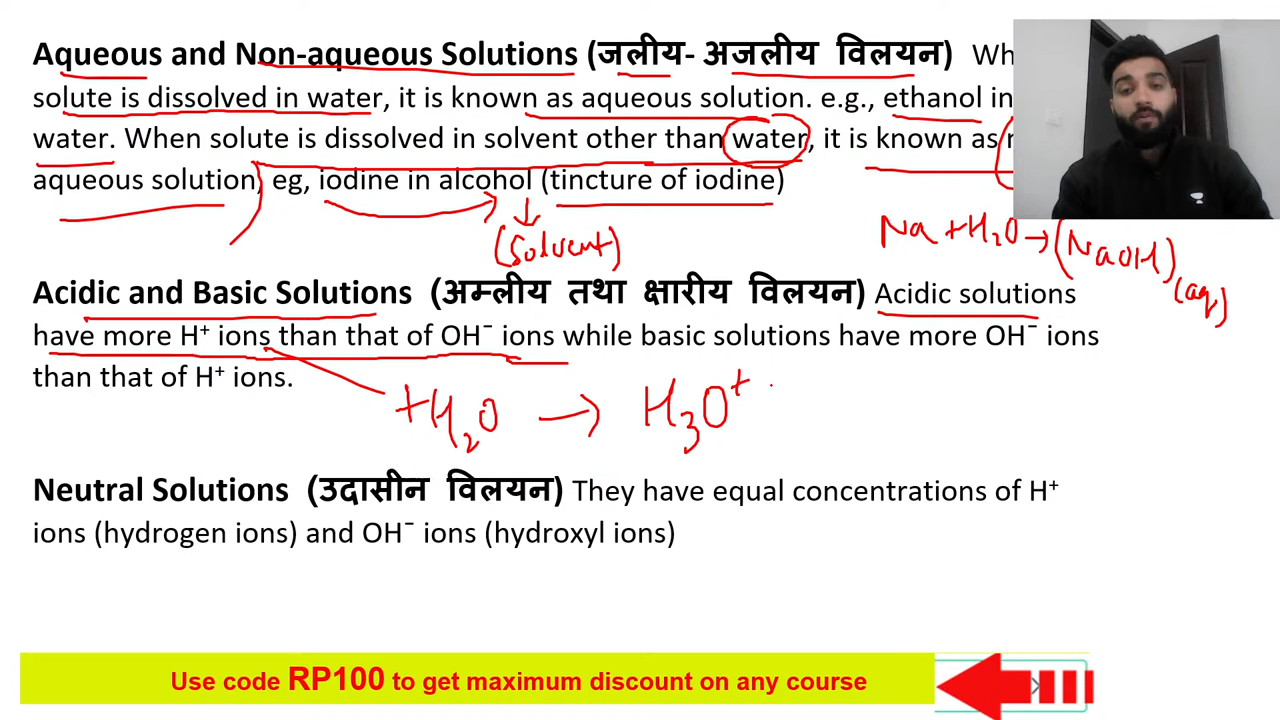 Aqueous and Non-aqueous Solutions (जलीय- अजलीय विलयन) Wh
solute is dissolved in water, it is known as aqueous solution. e.g., ethanol in
water. When solute is dissolved in solvent other than water, it is known as
aqueous solution, eg, iodine in alcohol (tincture of iodine)
(Solvent)
Na + H₂O → (NaOH)(aq)
Acidic and Basic Solutions (अम्लीय तथा क्षारीय विलयन) Acidic solutions
have more H⁺ ions than that of OH⁻ ions while basic solutions have more OH⁻ ions
than that of H⁺ ions.
+H₂O → H₃O⁺
Neutral Solutions (उदासीन विलयन) They have equal concentrations of H⁺
ions (hydrogen ions) and OH⁻ ions (hydroxyl ions)
Use code RP100 to get maximum discount on any course